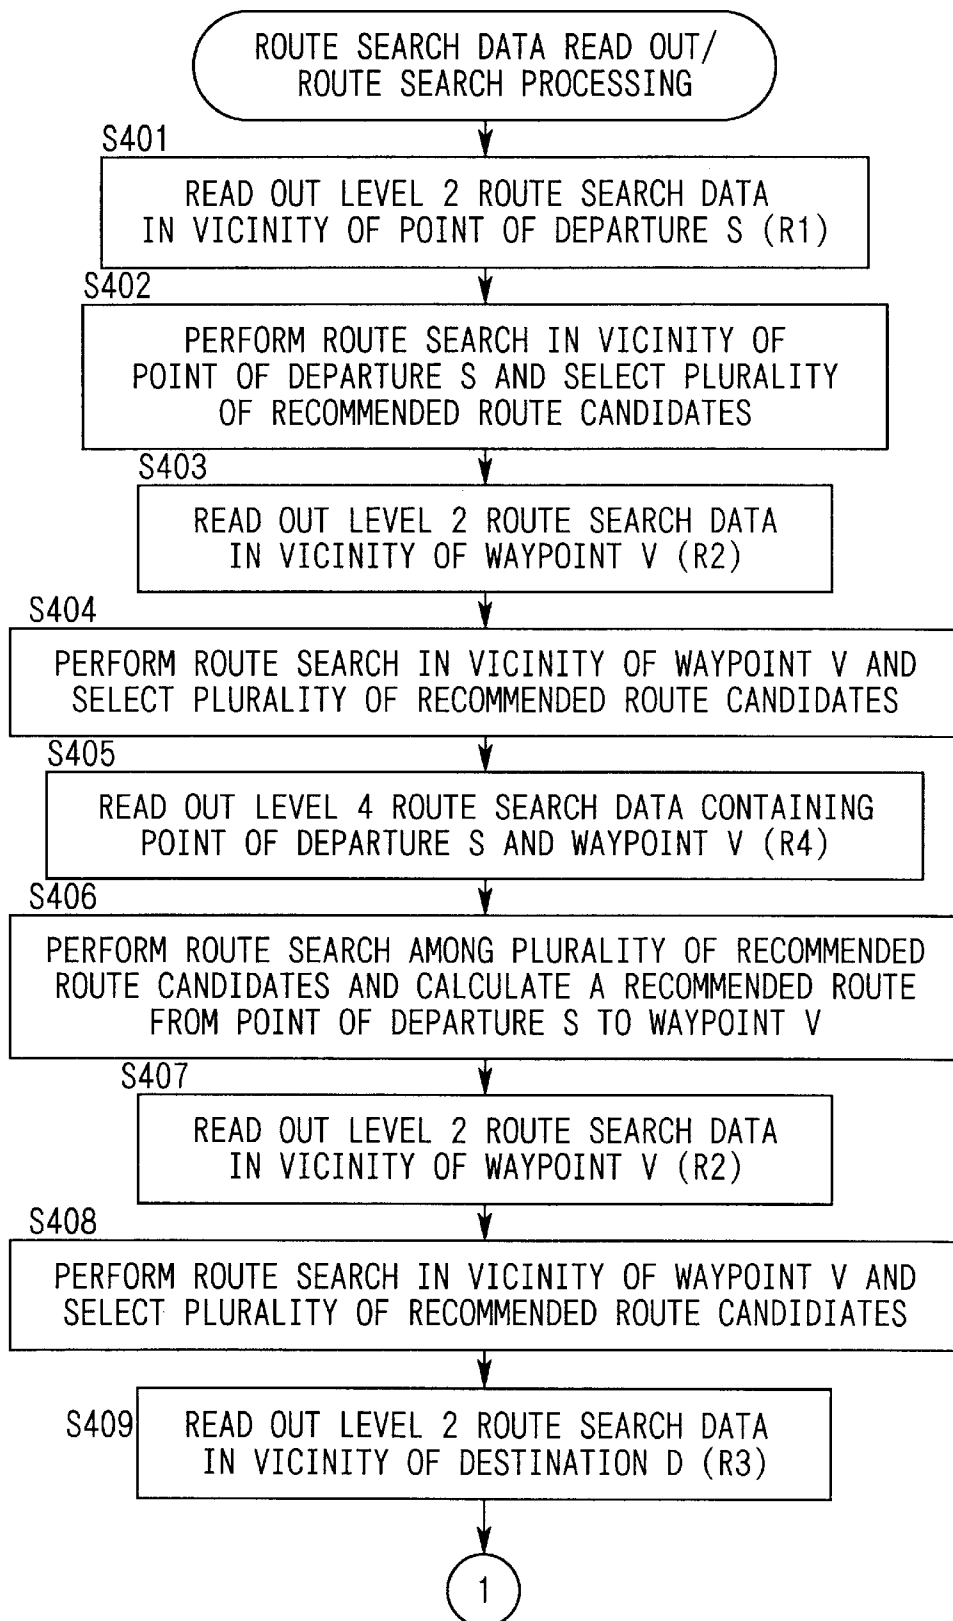 ROUTE SEARCH DATA READ OUT/
ROUTE SEARCH PROCESSING
S401
READ OUT LEVEL 2 ROUTE SEARCH DATA
IN VICINITY OF POINT OF DEPARTURE S (R1)
S402
PERFORM ROUTE SEARCH IN VICINITY OF
POINT OF DEPARTURE S AND SELECT PLURALITY
OF RECOMMENDED ROUTE CANDIDATES
S403
READ OUT LEVEL 2 ROUTE SEARCH DATA
IN VICINITY OF WAYPOINT V (R2)
S404
PERFORM ROUTE SEARCH IN VICINITY OF WAYPOINT V AND
SELECT PLURALITY OF RECOMMENDED ROUTE CANDIDATES
S405
READ OUT LEVEL 4 ROUTE SEARCH DATA CONTAINING
POINT OF DEPARTURE S AND WAYPOINT V (R4)
S406
PERFORM ROUTE SEARCH AMONG PLURALITY OF RECOMMENDED
ROUTE CANDIDATES AND CALCULATE A RECOMMENDED ROUTE
FROM POINT OF DEPARTURE S TO WAYPOINT V
S407
READ OUT LEVEL 2 ROUTE SEARCH DATA
IN VICINITY OF WAYPOINT V (R2)
S408
PERFORM ROUTE SEARCH IN VICINITY OF WAYPOINT V AND
SELECT PLURALITY OF RECOMMENDED ROUTE CANDIDIATES
S409
READ OUT LEVEL 2 ROUTE SEARCH DATA
IN VICINITY OF DESTINATION D (R3)
1